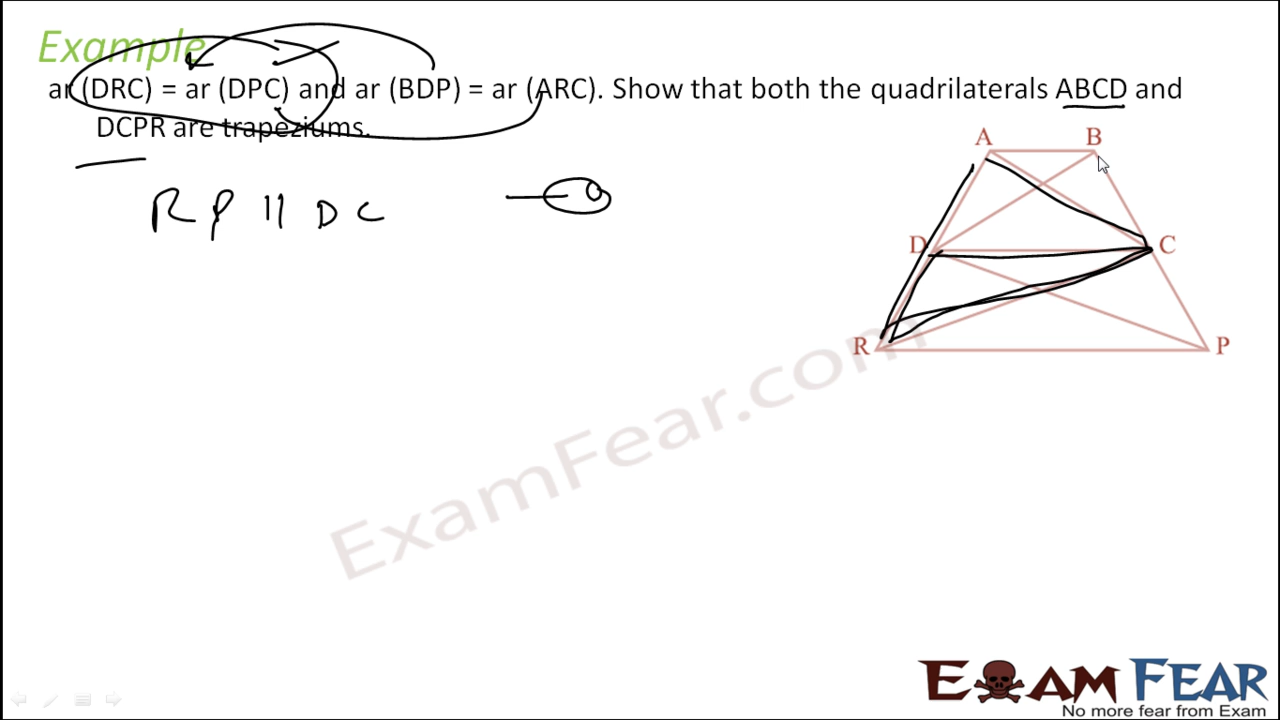 Example
ar (DRC) = ar (DPC) and ar (BDP) = ar (ARC). Show that both the quadrilaterals ABCD and
DCPR are trapeziums.
RP || DC
A B
D C
R P
ExamFear.com
EXAM FEAR
No more fear from Exam